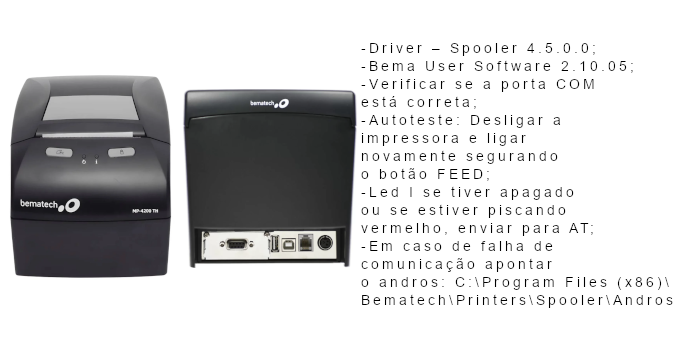 bematech
MP-4200 TH
bematech
-Driver – Spooler 4.5.0.0;
-Bema User Software 2.10.05;
-Verificar se a porta COM
está correta;
-Autoteste: Desligar a
impressora e ligar
novamente segurando
o botão FEED;
-Led I se tiver apagado
ou se estiver piscando
vermelho, enviar para AT;
-Em caso de falha de
comunicação apontar
o andros: C:\Program Files (x86)\
Bematech\Printers\Spooler\Andros